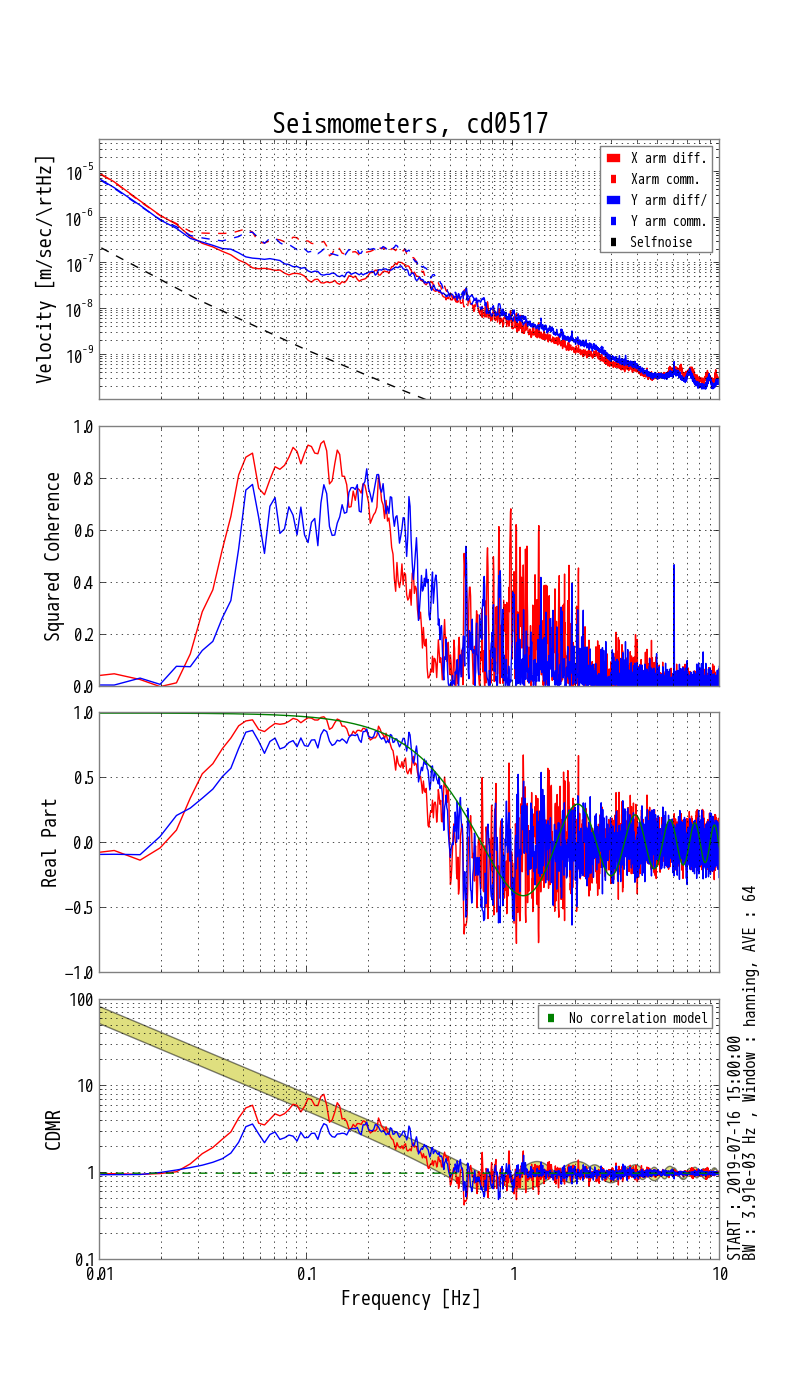 Seismometers, cd0517
Velocity [m/sec/\rtHz]
10^-5
10^-6
10^-7
10^-8
10^-9
X arm diff.
Xarm comm.
Y arm diff/
Y arm comm.
Selfnoise
Squared Coherence
1.0
0.8
0.6
0.4
0.2
0.0
Real Part
1.0
0.5
0.0
−0.5
−1.0
CDMR
100
10
1
0.1
No correlation model
0.01
0.1
1
10
Frequency [Hz]
START : 2019-07-16 15:00:00
BW : 3.91e-03 Hz , Window : hanning, AVE : 64